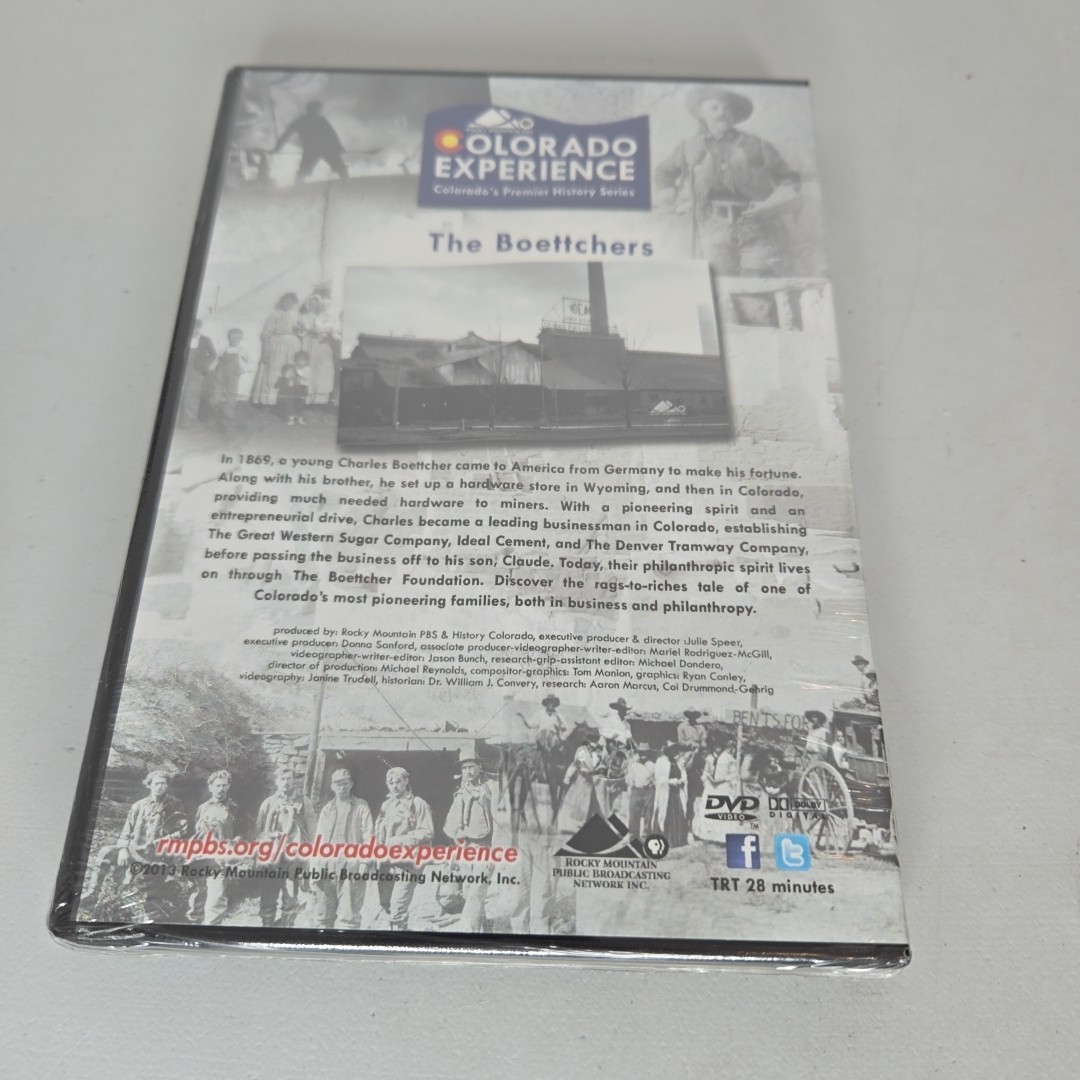 COLORADO
EXPERIENCE
Colorado's Premier History Series
The Boettchers
IDEAL
In 1869, a young Charles Boettcher came to America from Germany to make his fortune.
Along with his brother, he set up a hardware store in Wyoming, and then in Colorado,
providing much needed hardware to miners. With a pioneering spirit and an
entrepreneurial drive, Charles became a leading businessman in Colorado, establishing
The Great Western Sugar Company, Ideal Cement, and The Denver Tramway Company,
before passing the business off to his son, Claude. Today, their philanthropic spirit lives
on through The Boettcher Foundation. Discover the rags-to-riches tale of one of
Colorado's most pioneering families, both in business and philanthropy.
produced by: Rocky Mountain PBS & History Colorado, executive producer & director :Julie Speer,
executive producer: Donna Sanford, associate producer-videographer-writer-editor: Mariel Rodriguez-McGill,
videographer-writer-editor: Jason Bunch, research-grip-assistant editor: Michael Dondero,
director of production: Michael Reynolds, compositor-graphics: Tom Manion, graphics: Ryan Conley,
videography: Janine Trudell, historian: Dr. William J. Convery, research: Aaron Marcus, Cal Drummond-Gehrig
BENTS FOR
DVD
VIDEO
TM
DOLBY
DIGITAL
rmpbs.org/coloradoexperience
©2013 Rocky Mountain Public Broadcasting Network, Inc.
ROCKY MOUNTAIN
PUBLIC BROADCASTING
NETWORK INC.
f
t
TRT 28 minutes